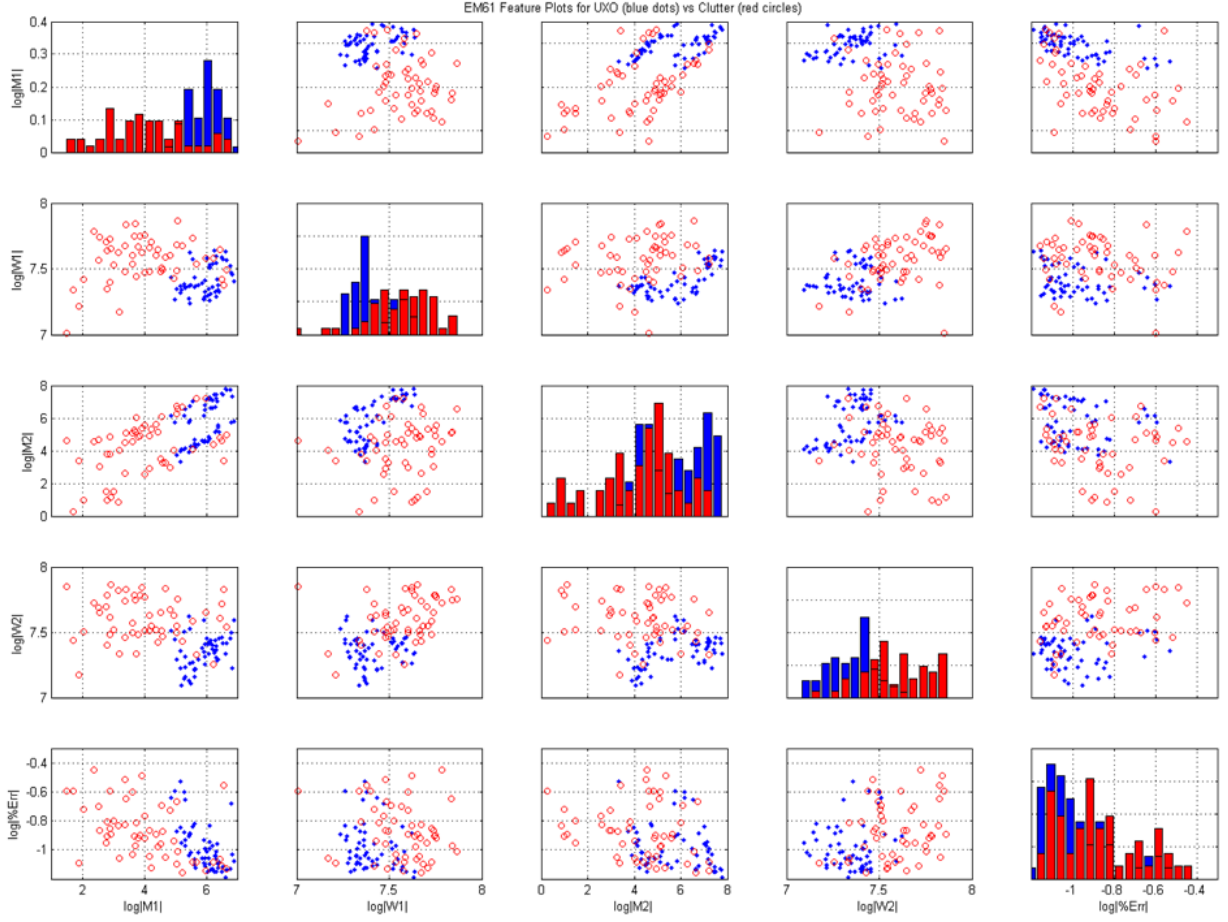 EM61 Feature Plots for UXO (blue dots) vs Clutter (red circles)
0.4
0.3
0.2
0.1
0
log|M1|
8
7.5
7
log|W1|
8
6
4
2
0
log|M2|
8
7.5
7
log|W2|
-0.4
-0.6
-0.8
-1
log|%Err|
2 4 6
7 7.5 8
0 2 4 6 8
7 7.5 8
-1 -0.8 -0.6 -0.4
log|M1| log|W1| log|M2| log|W2| log|%Err|